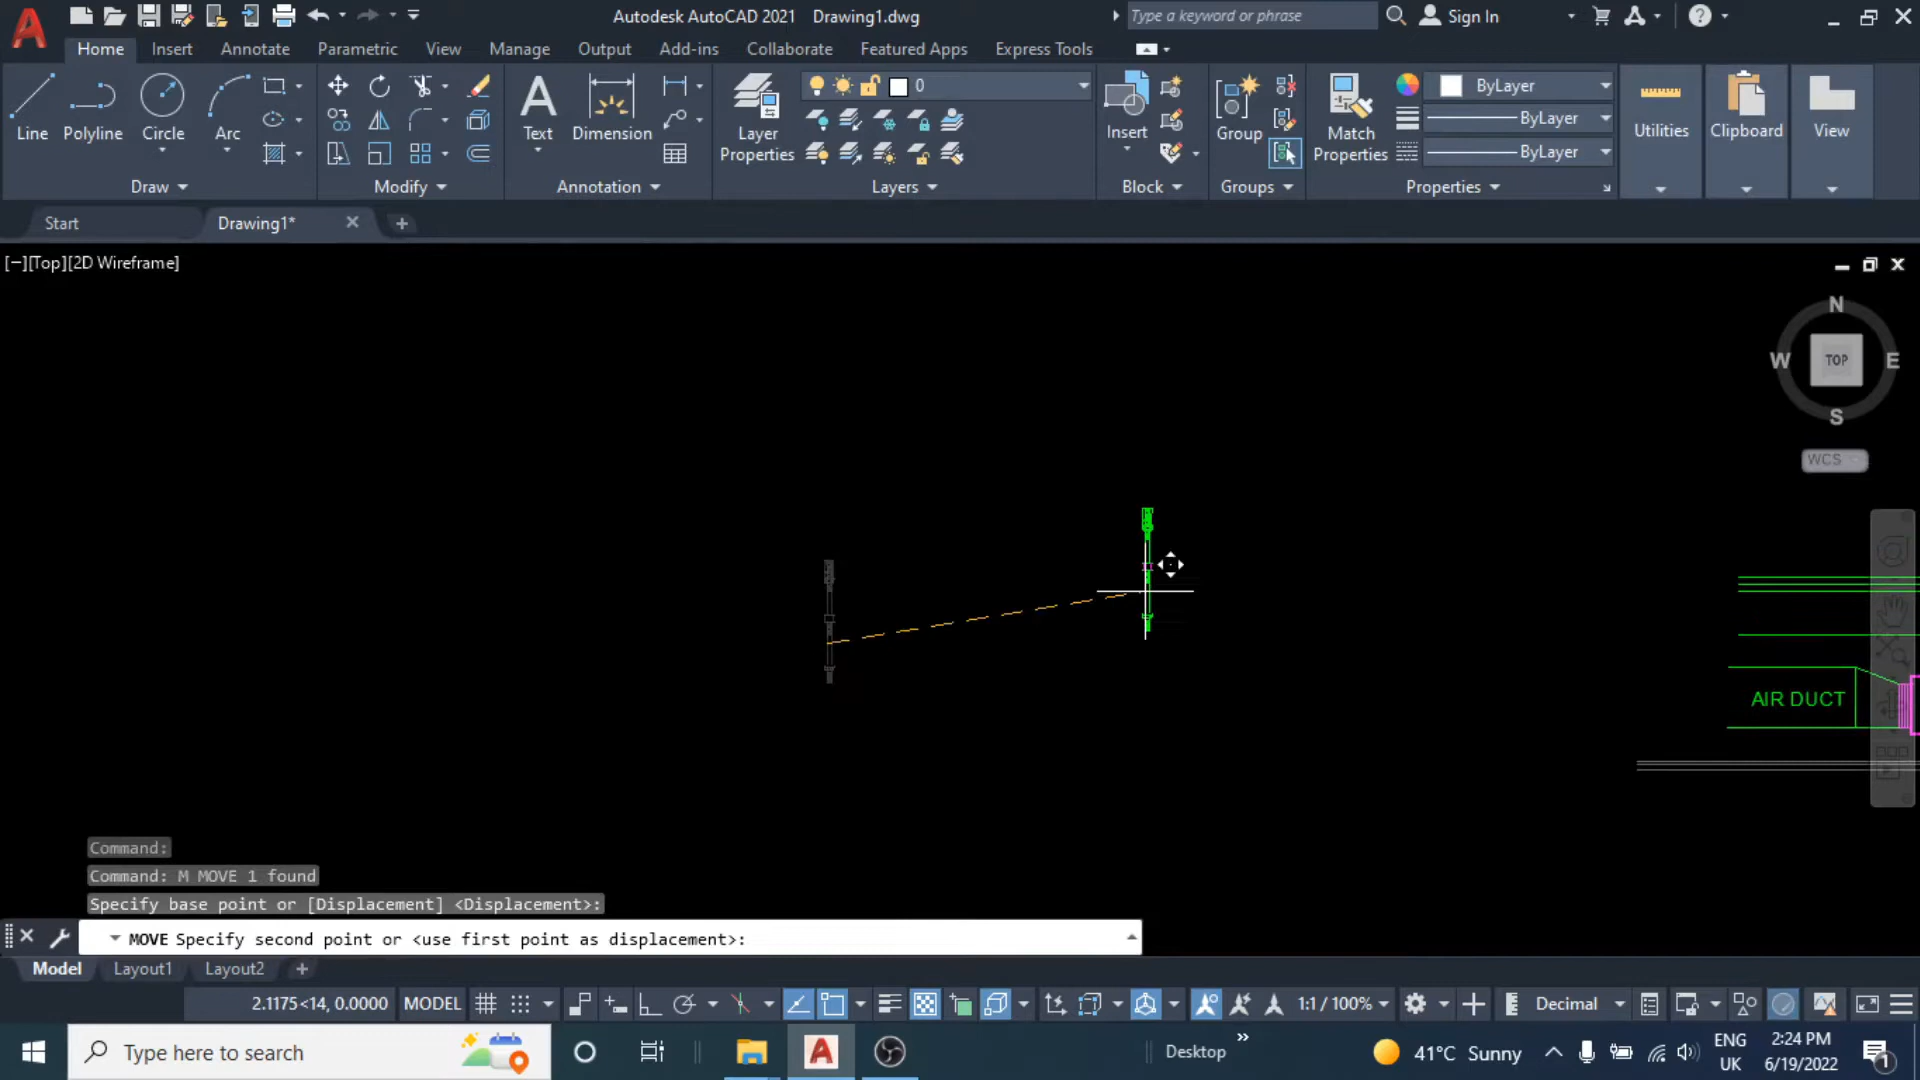 Autodesk AutoCAD 2021 Drawing1.dwg
Type a keyword or phrase
Sign In
Home Insert Annotate Parametric View Manage Output Add-ins Collaborate Featured Apps Express Tools
Line Polyline Circle Arc
Text Dimension
Layer Properties
0
Insert
Group
Match Properties
ByLayer
ByLayer
ByLayer
Utilities Clipboard View
Draw Modify Annotation Layers Block Groups Properties
Start Drawing1*
[−][Top][2D Wireframe]
N
W TOP E
S
WCS
AIR DUCT
Command:
Command: M MOVE 1 found
Specify base point or [Displacement] <Displacement>:
MOVE Specify second point or <use first point as displacement>:
Model Layout1 Layout2
2.1175<14, 0.0000 MODEL 1:1 / 100% Decimal
Type here to search
Desktop
41°C Sunny
ENG
UK
2:24 PM
6/19/2022
1